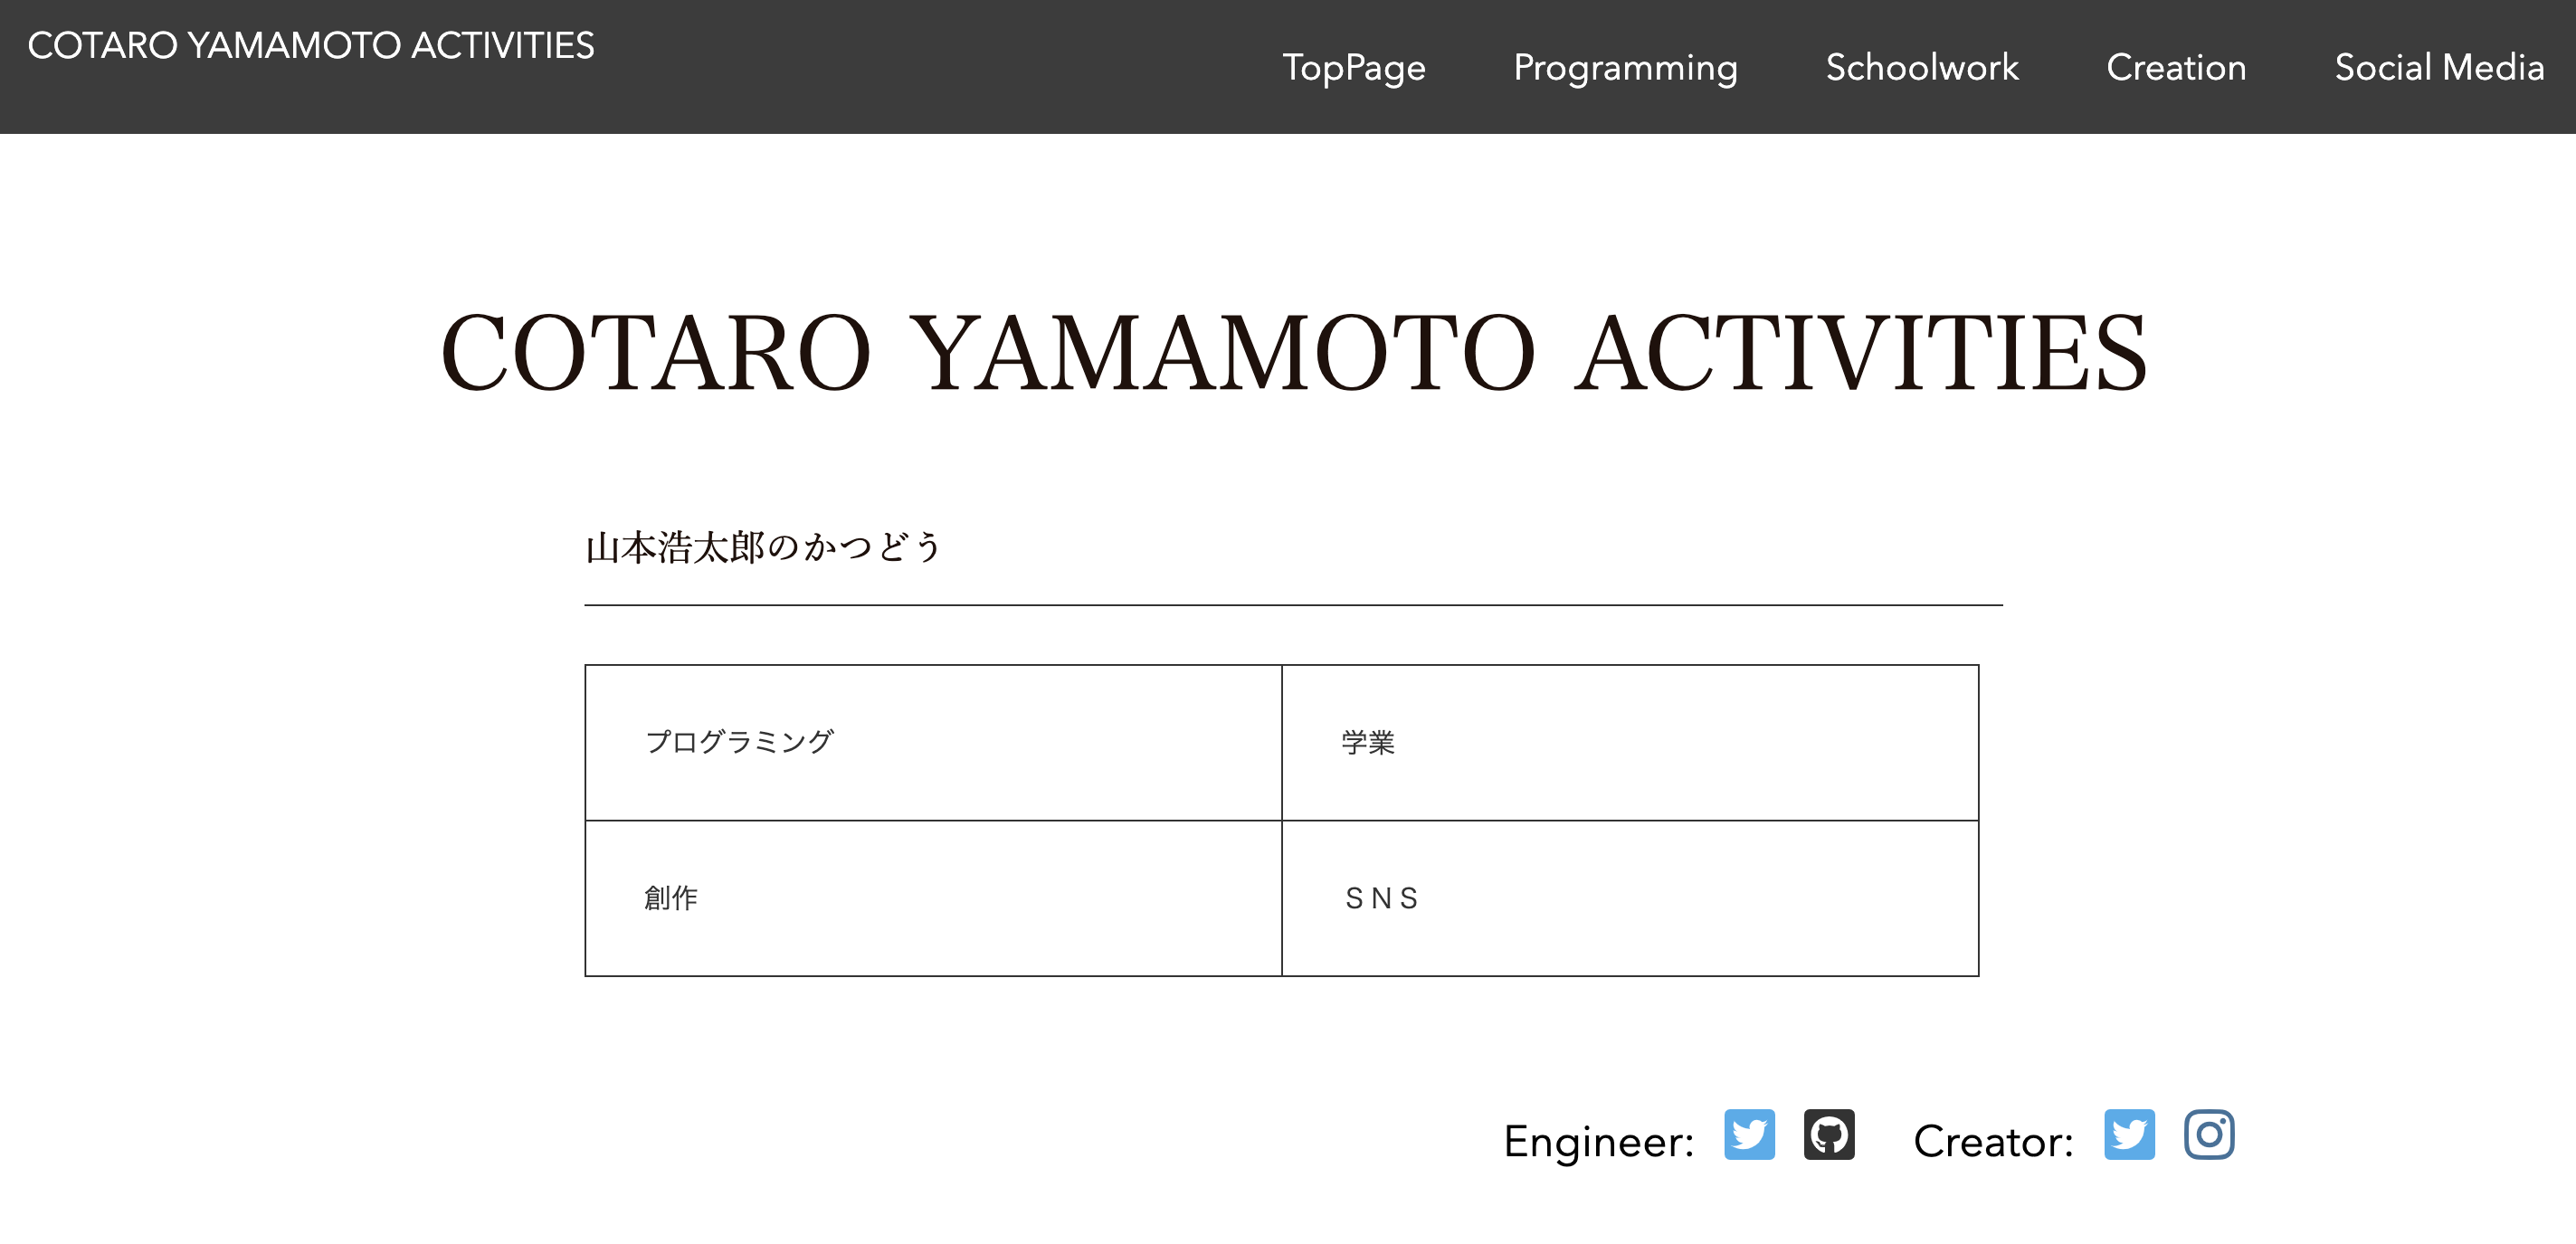 COTARO YAMAMOTO ACTIVITIES
TopPage Programming Schoolwork Creation Social Media
COTARO YAMAMOTO ACTIVITIES
山本浩太郎のかつどう
プログラミング 学業
創作 ＳＮＳ
Engineer: Creator: